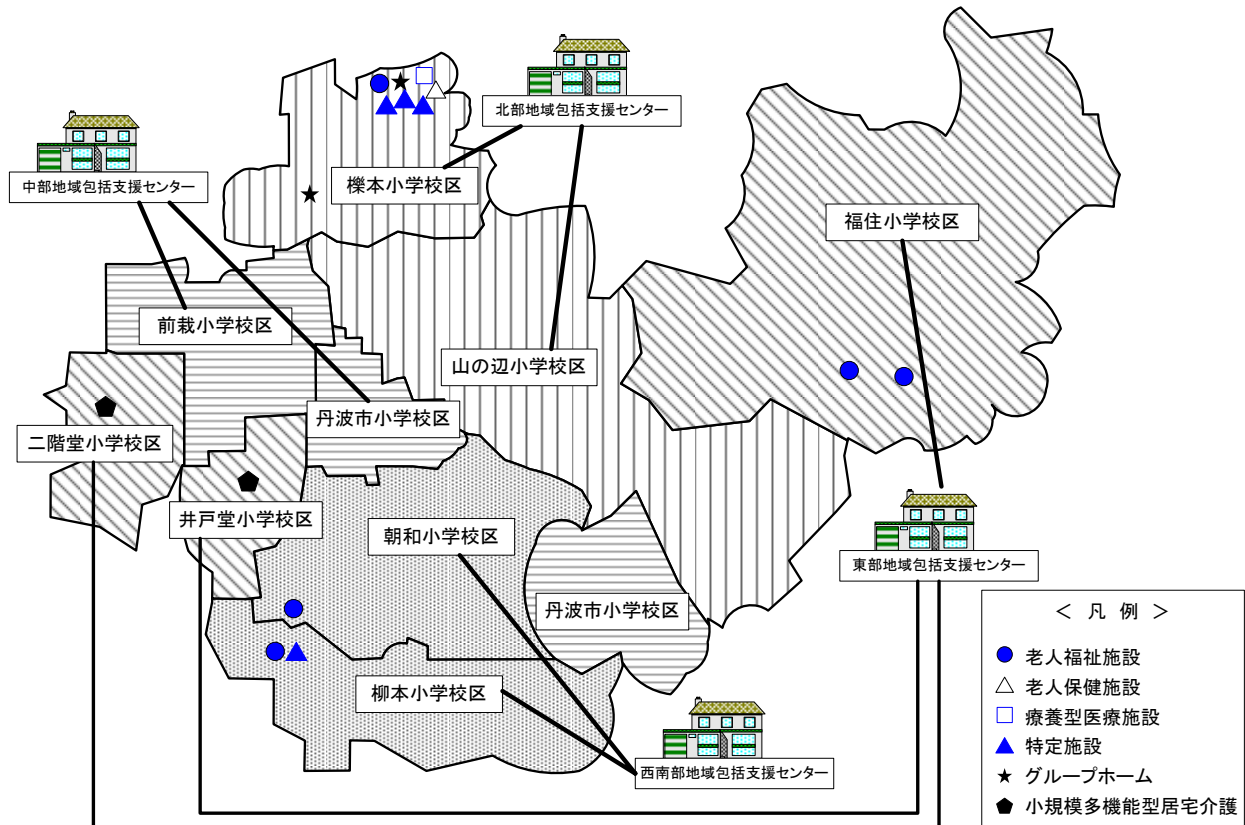 北部地域包括支援センター
中部地域包括支援センター
櫟本小学校区
福住小学校区
前栽小学校区
山の辺小学校区
丹波市小学校区
二階堂小学校区
井戸堂小学校区
朝和小学校区
東部地域包括支援センター
丹波市小学校区
柳本小学校区
西南部地域包括支援センター
＜ 凡 例 ＞
老人福祉施設
老人保健施設
療養型医療施設
特定施設
グループホーム
小規模多機能型居宅介護